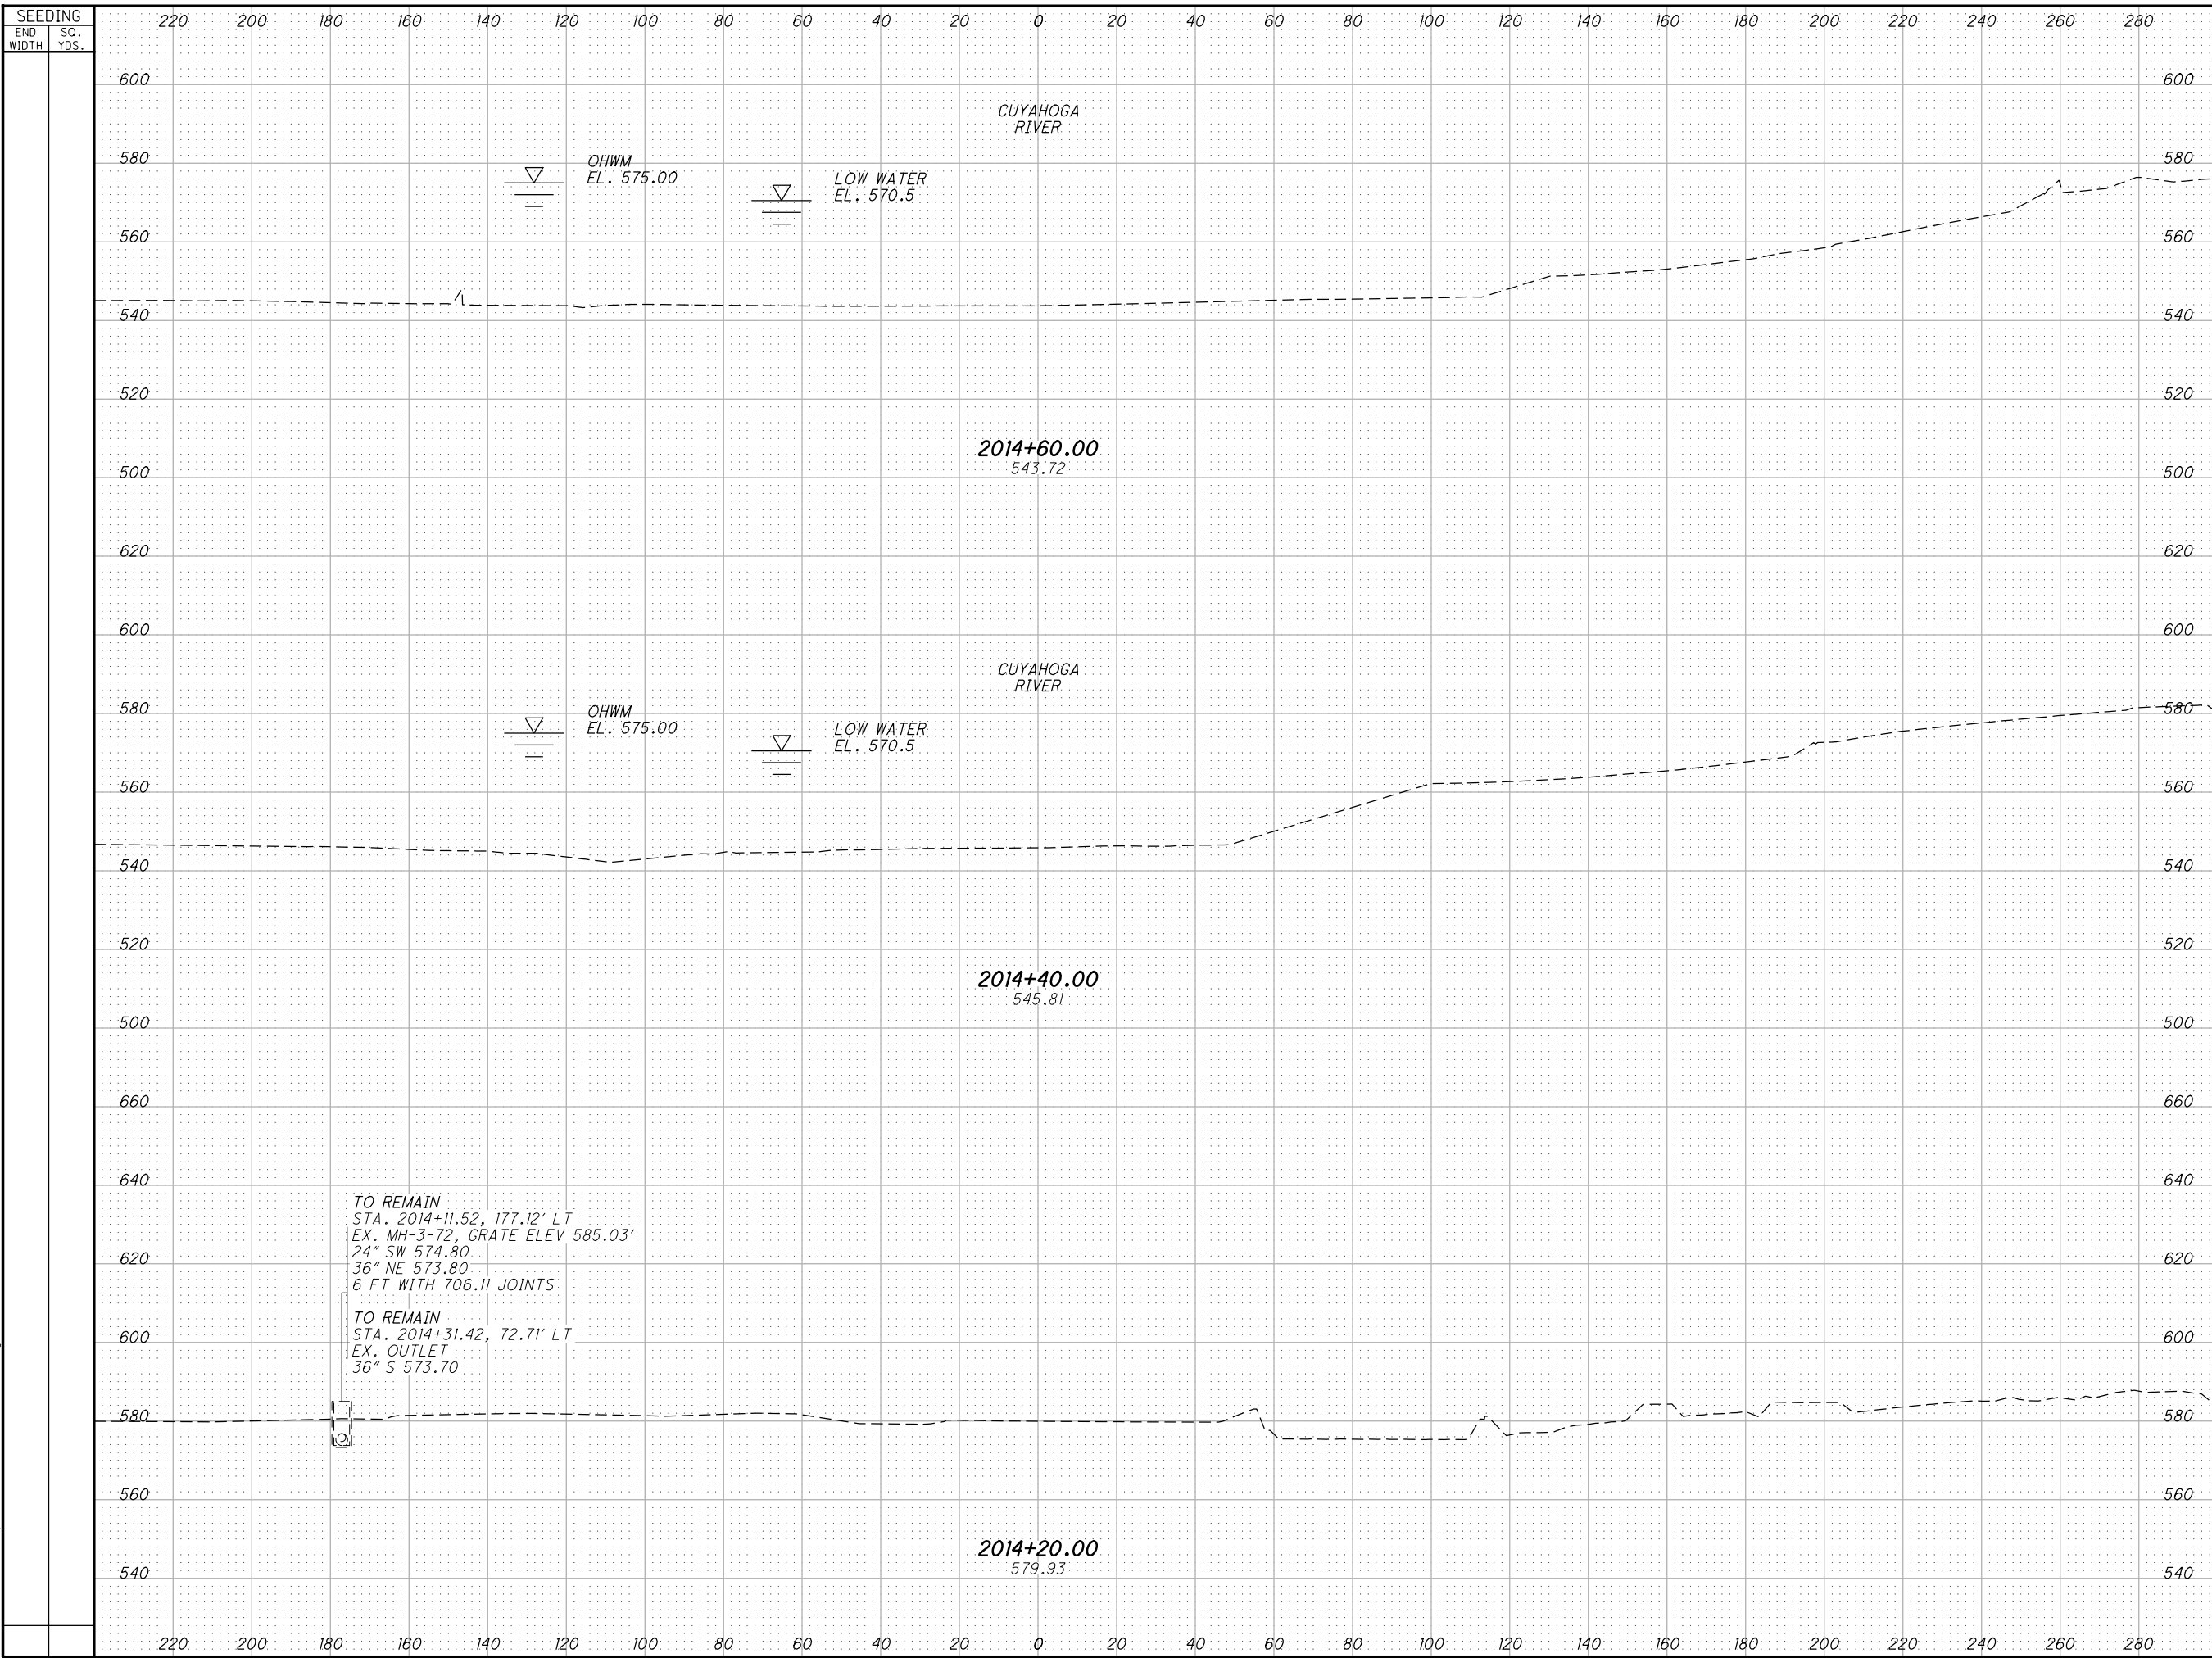 SEEDING
END WIDTH SQ. YDS.
220 200 180 160 140 120 100 80 60 40 20 0 20 40 60 80 100 120 140 160 180 200 220 240 260 280
600 600
CUYAHOGA
RIVER
580 580
OHWM
EL. 575.00
LOW WATER
EL. 570.5
560 560
540 540
520 520
2014+60.00
543.72
500 500
620 620
600 600
CUYAHOGA
RIVER
580 580
OHWM
EL. 575.00
LOW WATER
EL. 570.5
560 560
540 540
520 520
2014+40.00
545.81
500 500
660 660
640 640
TO REMAIN
STA. 2014+11.52, 177.12' LT
EX. MH-3-72, GRATE ELEV 585.03'
24" SW 574.80
36" NE 573.80
6 FT WITH 706.11 JOINTS
620 620
TO REMAIN
STA. 2014+31.42, 72.71' LT
EX. OUTLET
36" S 573.70
600 600
580 580
560 560
2014+20.00
579.93
540 540
220 200 180 160 140 120 100 80 60 40 20 0 20 40 60 80 100 120 140 160 180 200 220 240 260 280